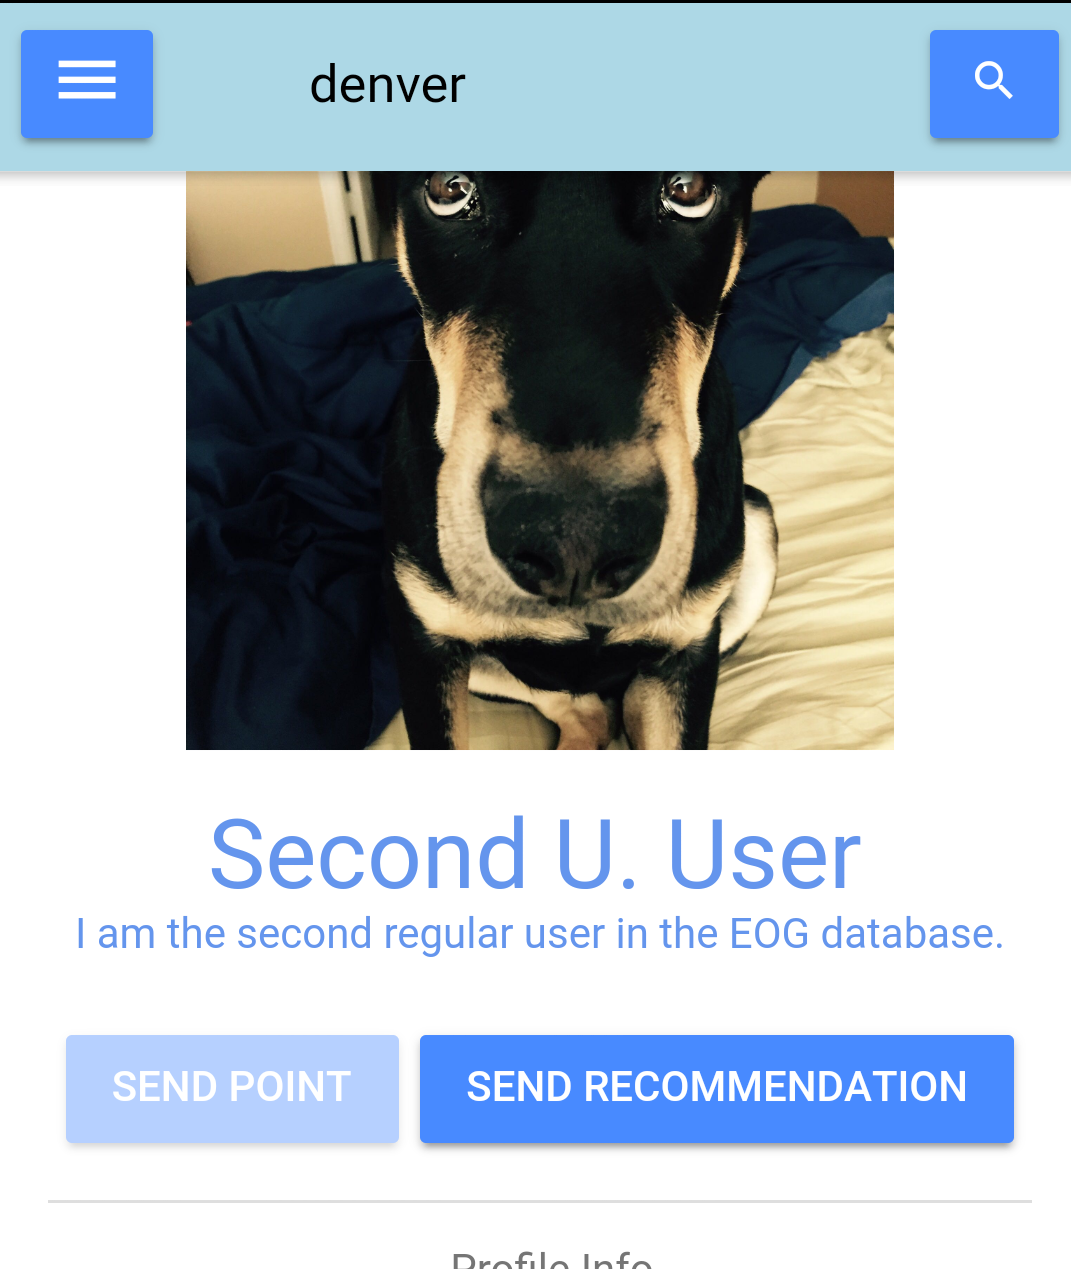 denver
Second U. User
I am the second regular user in the EOG database.
SEND POINT
SEND RECOMMENDATION
Profile Info